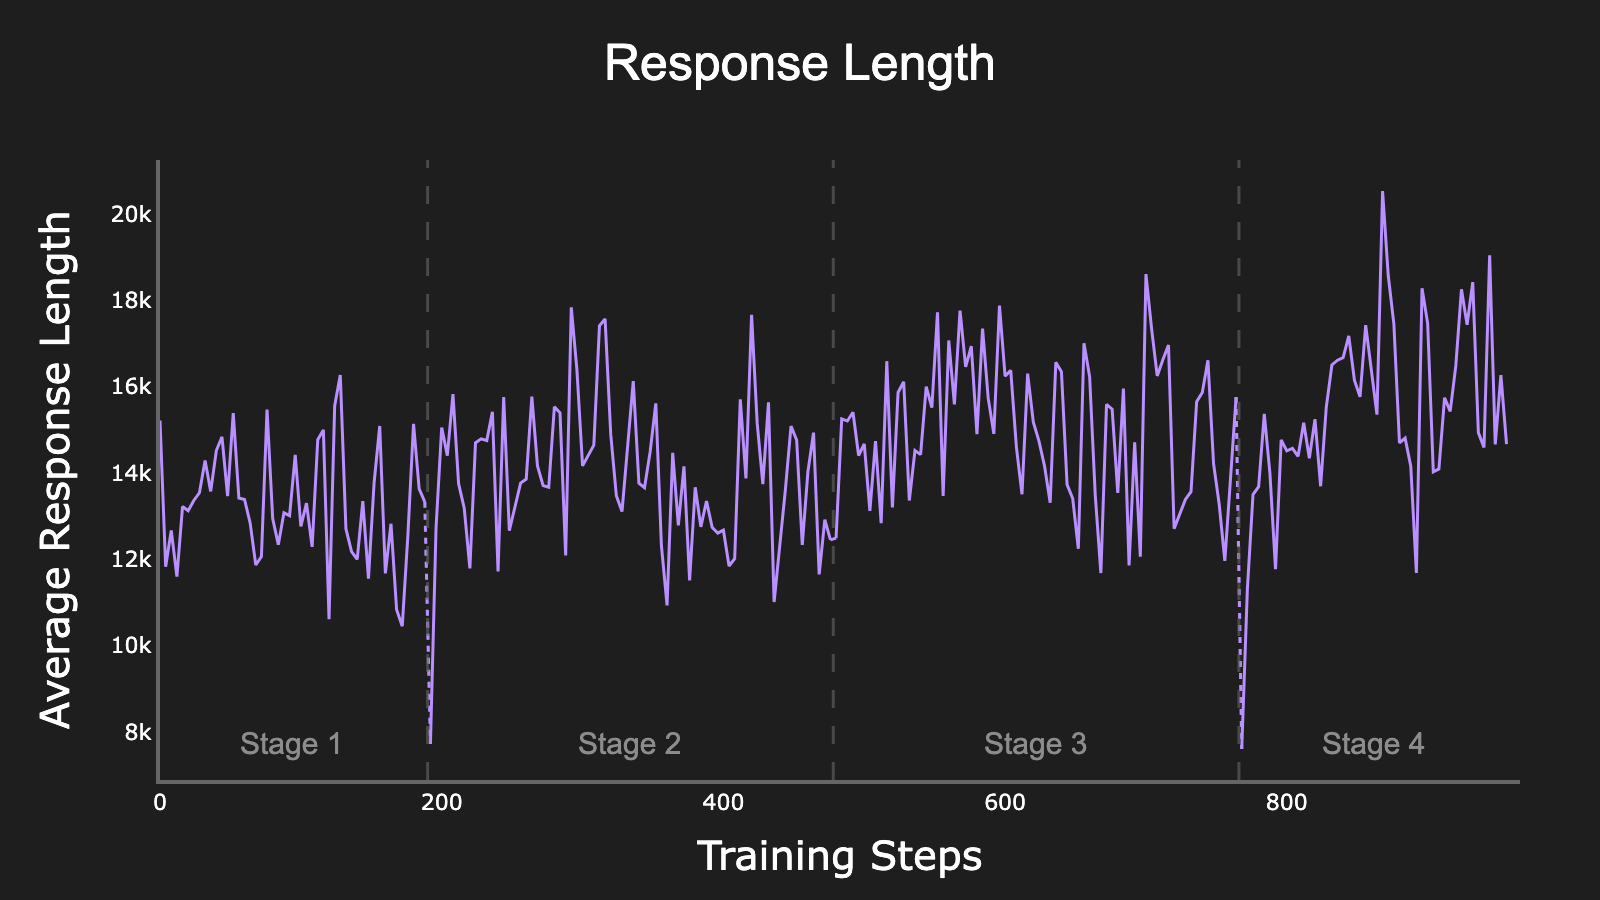 Response Length
Average Response Length
20k
18k
16k
14k
12k
10k
8k
Stage 1
Stage 2
Stage 3
Stage 4
0
200
400
600
800
Training Steps